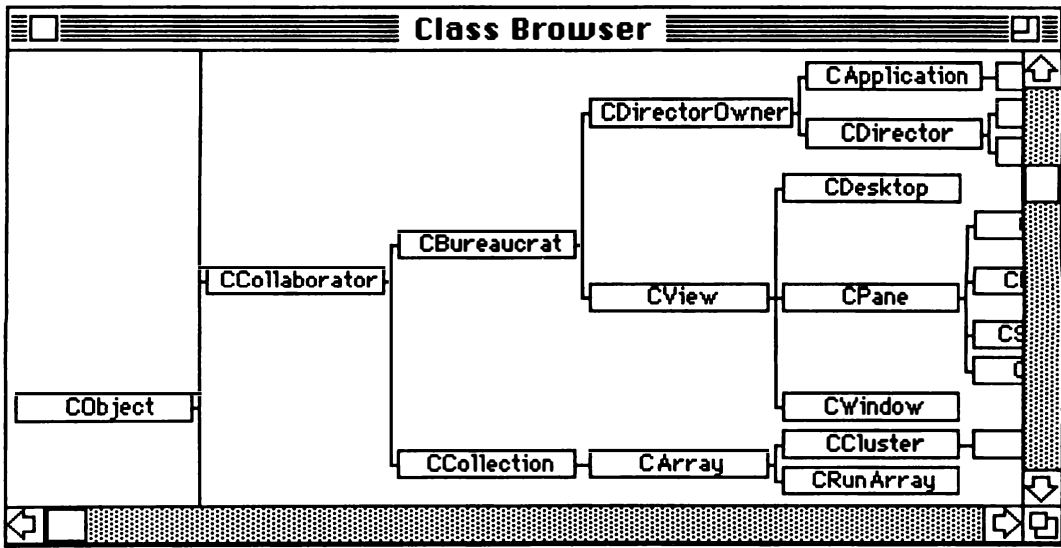 Class Browser
CApplication
CDirectorOwner
CDirector
CDesktop
CBureaucrat
CCollaborator
CView
CPane
CObject
CWindow
CCluster
CCollection
CArray
CRunArray